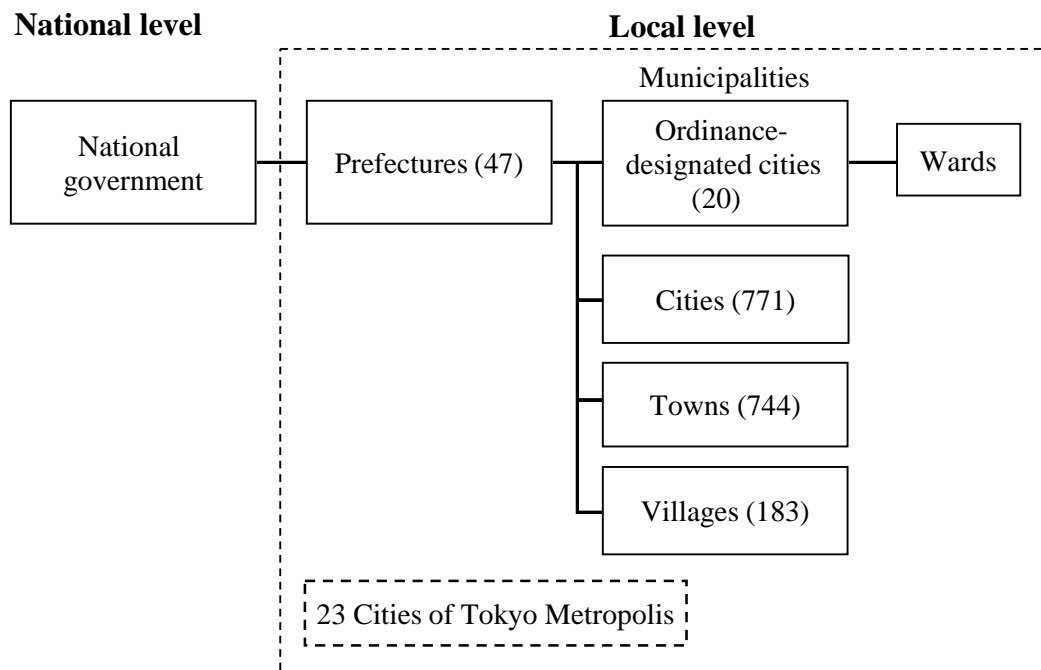 National level
Local level
Municipalities
National
government
Prefectures (47)
Ordinance-
designated cities
(20)
Wards
Cities (771)
Towns (744)
Villages (183)
23 Cities of Tokyo Metropolis